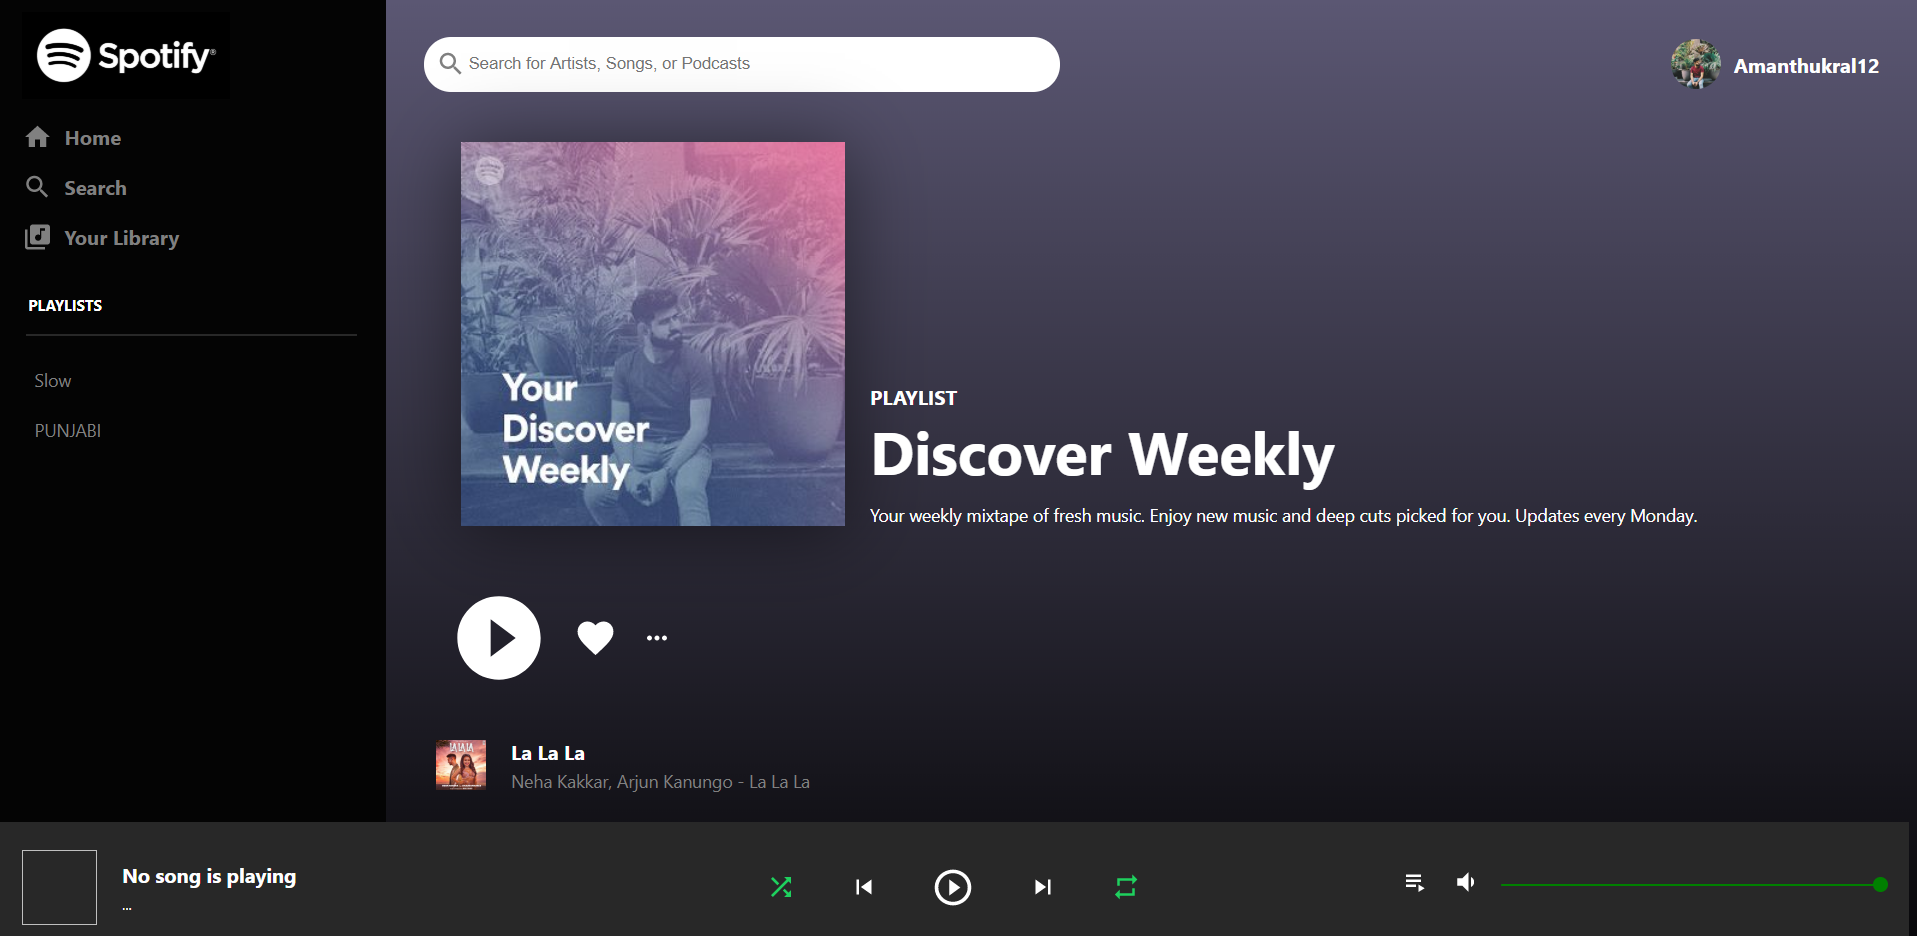 Spotify®
Home
Search
Your Library
PLAYLISTS
Slow
PUNJABI
Search for Artists, Songs, or Podcasts
Amanthukral12
Your
Discover
Weekly
PLAYLIST
Discover Weekly
Your weekly mixtape of fresh music. Enjoy new music and deep cuts picked for you. Updates every Monday.
LA LA LA
La La La
Neha Kakkar, Arjun Kanungo - La La La
No song is playing
...